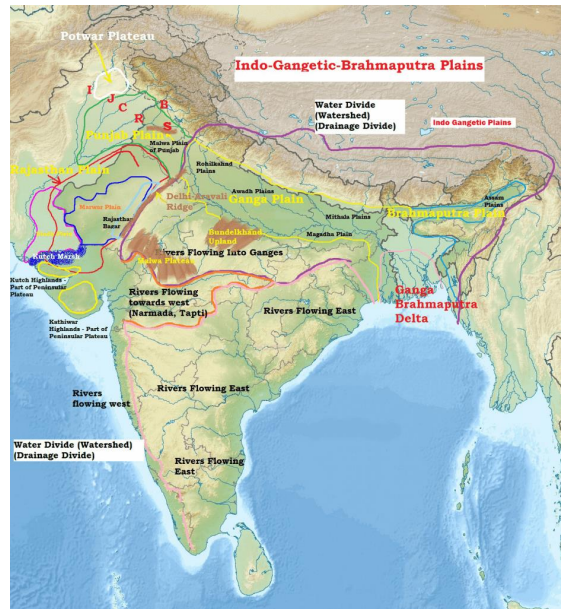 Potwar Plateau
Indo-Gangetic-Brahmaputra Plains
I
J
C
B
R
S
Water Divide
(Watershed)
(Drainage Divide)
Indo Gangetic Plains
Punjab Plain
Malwa Plain
of Punjab
Rajasthan Plain
Rohilkahad
Plains
Delhi-Aravali
Ridge
Awadh Plains
Ganga Plain
Assam
Plains
Marwar Plain
Rajasthan
Bagar
Mithala Plains
Brahmaputra Plain
Bundelkhand
Upland
Magadha Plain
Rivers Flowing Into Ganges
Kutch Marsh
Malwa Plateau
Kutch Highlands -
Part of Peninsular
Plateau
Rivers Flowing
towards west
(Narmada, Tapti)
Rivers Flowing East
Ganga
Brahmaputra
Delta
Kathiwar
Highlands - Part of
Peninsular Plateau
Rivers
flowing west
Rivers Flowing East
Water Divide (Watershed)
(Drainage Divide)
Rivers Flowing
East